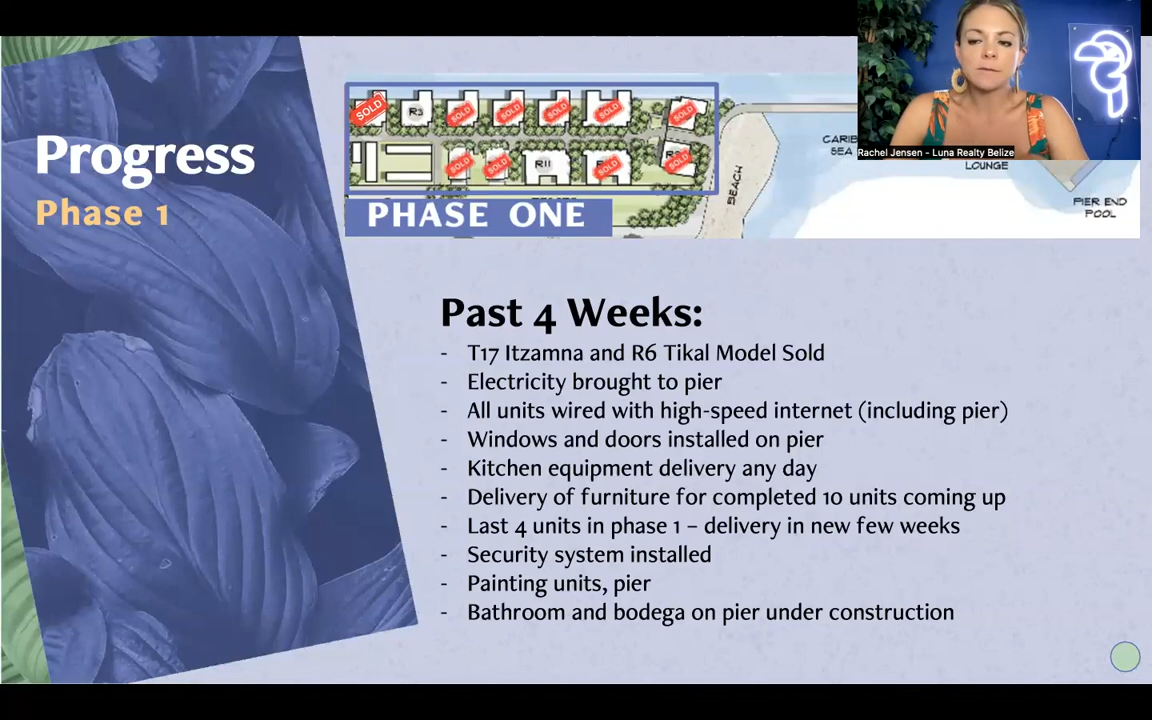 Progress
Phase 1
SOLD
R3
SOLD
SOLD
SOLD
SOLD
SOLD
SOLD
SOLD
R11
SOLD
SOLD
PHASE ONE
BEACH
CARIB
SEA
LOUNGE
PIER END
POOL
Rachel Jensen - Luna Realty Belize
Past 4 Weeks:
- T17 Itzamna and R6 Tikal Model Sold
- Electricity brought to pier
- All units wired with high-speed internet (including pier)
- Windows and doors installed on pier
- Kitchen equipment delivery any day
- Delivery of furniture for completed 10 units coming up
- Last 4 units in phase 1 – delivery in new few weeks
- Security system installed
- Painting units, pier
- Bathroom and bodega on pier under construction